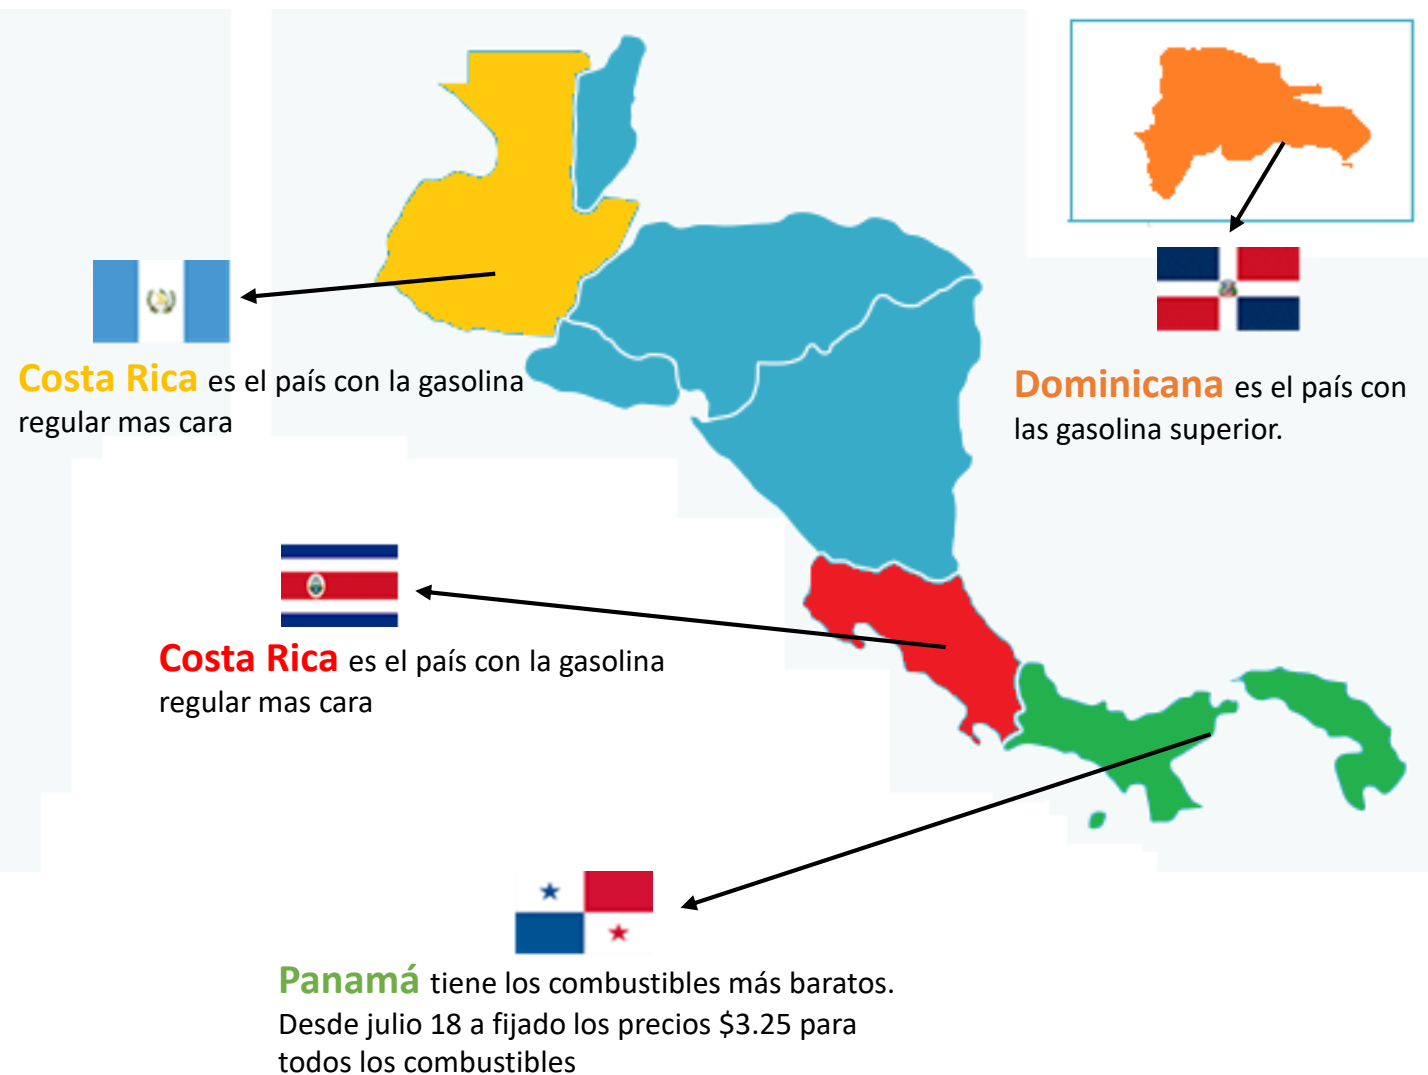 Costa Rica es el país con la gasolina
regular mas cara
Dominicana es el país con
las gasolina superior.
Costa Rica es el país con la gasolina
regular mas cara
Panamá tiene los combustibles más baratos.
Desde julio 18 a fijado los precios $3.25 para
todos los combustibles